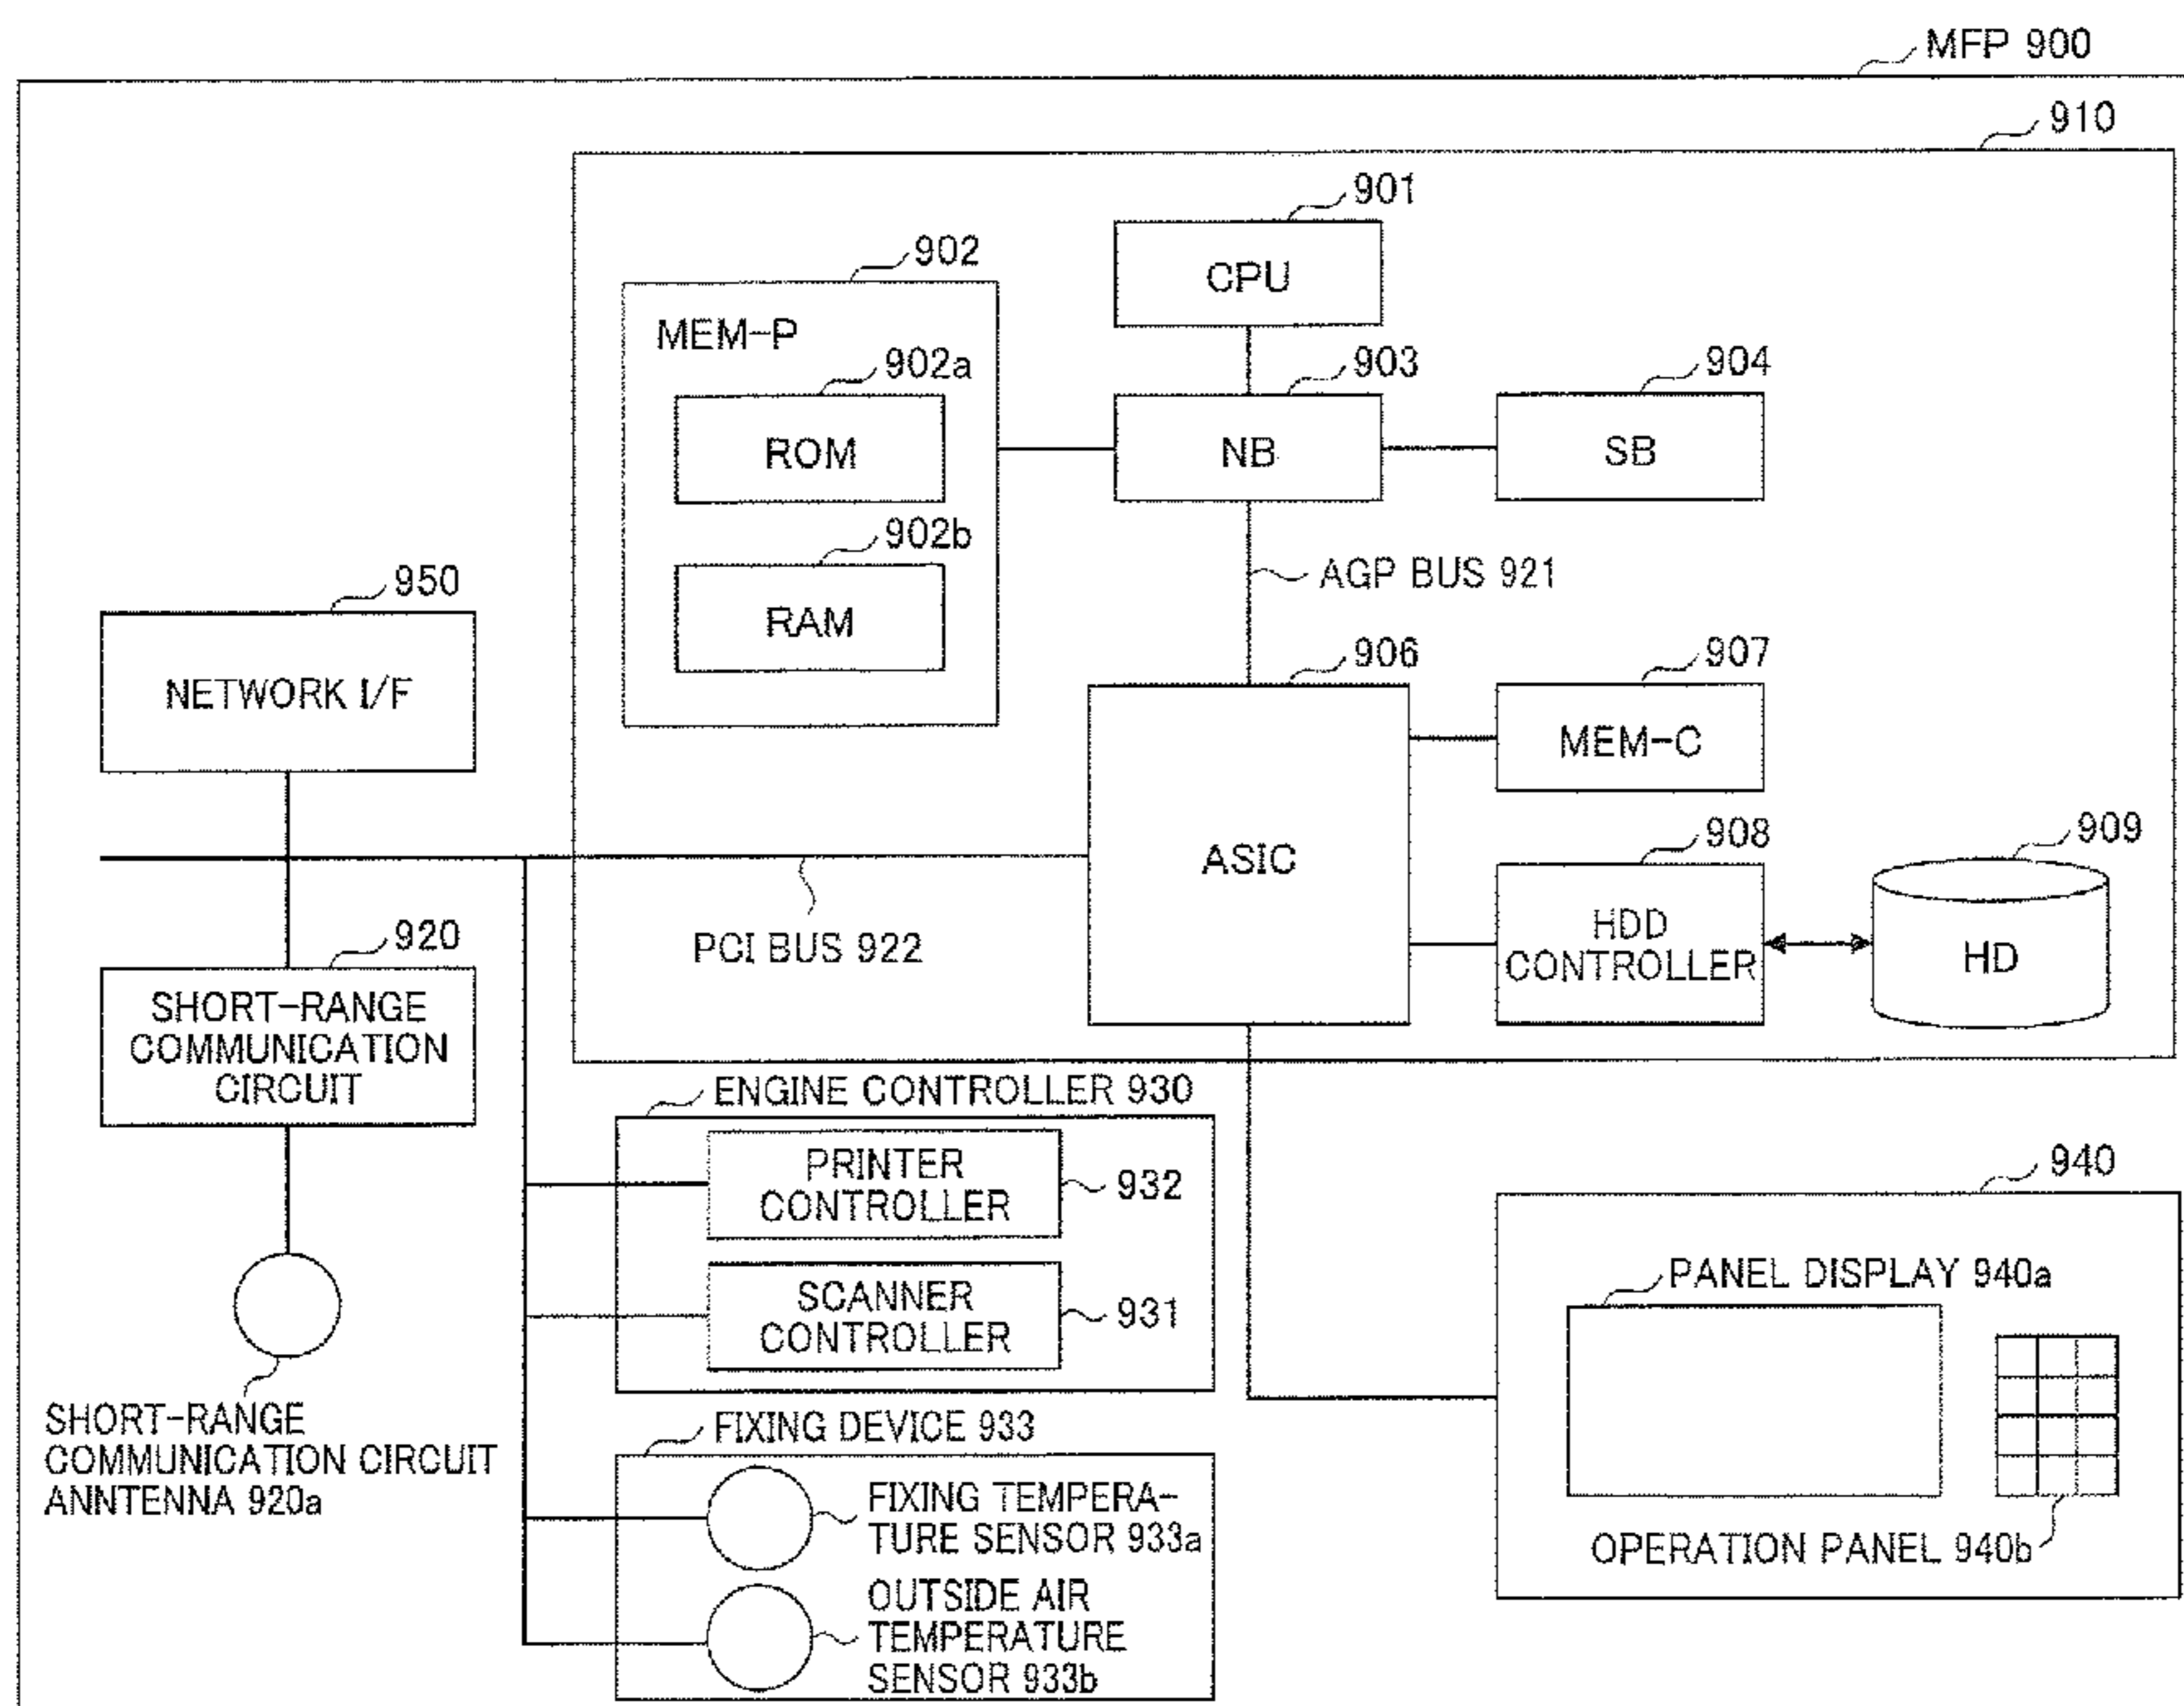 MFP 900
910
901
CPU
902
MEM-P
902a
ROM
902b
RAM
903
NB
904
SB
AGP BUS 921
950
NETWORK I/F
906
ASIC
907
MEM-C
908
HDD
CONTROLLER
909
HD
PCI BUS 922
920
SHORT-RANGE
COMMUNICATION
CIRCUIT
SHORT-RANGE
COMMUNICATION CIRCUIT
ANNTENNA 920a
ENGINE CONTROLLER 930
PRINTER
CONTROLLER
932
SCANNER
CONTROLLER
931
FIXING DEVICE 933
FIXING TEMPERA-
TURE SENSOR 933a
OUTSIDE AIR
TEMPERATURE
SENSOR 933b
940
PANEL DISPLAY 940a
OPERATION PANEL 940b